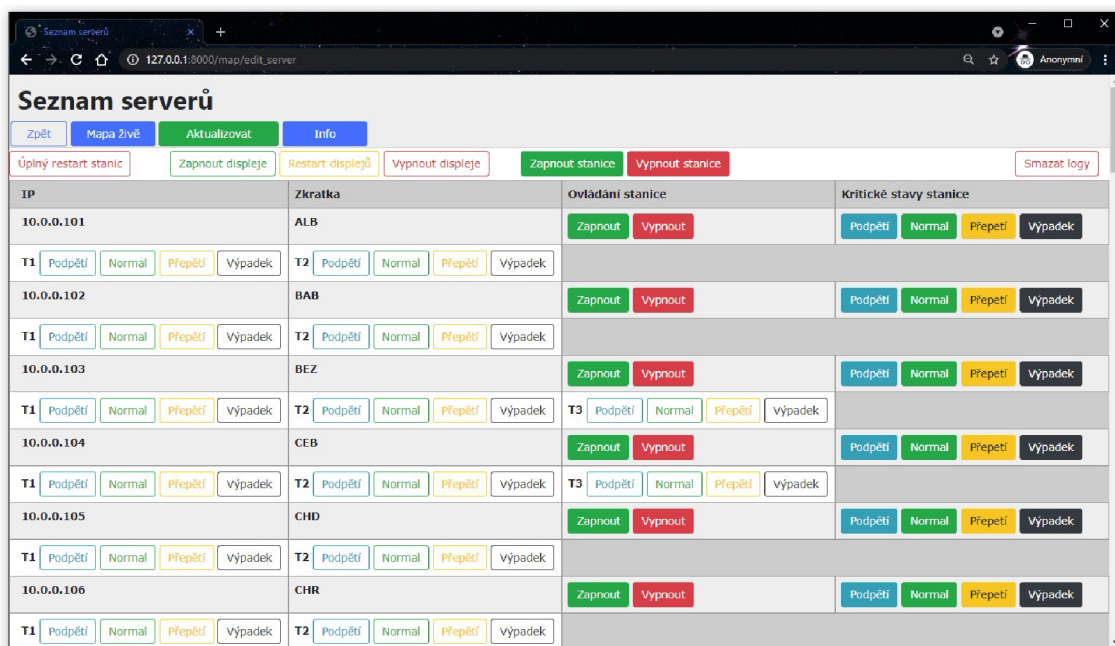 Seznam serverů
127.0.0.1:8000/map/edit_server
Anonymní
Seznam serverů
Zpět Mapa živě Aktualizovat Info
Úplný restart stanic Zapnout displeje Restart displejů Vypnout displeje Zapnout stanice Vypnout stanice Smazat logy
IP Zkratka Ovládání stanice Kritické stavy stanice
10.0.0.101 ALB Zapnout Vypnout Podpětí Normal Přepetí Výpadek
T1 Podpětí Normal Přepětí Výpadek T2 Podpětí Normal Přepětí Výpadek
10.0.0.102 BAB Zapnout Vypnout Podpětí Normal Přepetí Výpadek
T1 Podpětí Normal Přepětí Výpadek T2 Podpětí Normal Přepětí Výpadek
10.0.0.103 BEZ Zapnout Vypnout Podpětí Normal Přepetí Výpadek
T1 Podpětí Normal Přepětí Výpadek T2 Podpětí Normal Přepětí Výpadek T3 Podpětí Normal Přepětí Výpadek
10.0.0.104 CEB Zapnout Vypnout Podpětí Normal Přepetí Výpadek
T1 Podpětí Normal Přepětí Výpadek T2 Podpětí Normal Přepětí Výpadek T3 Podpětí Normal Přepětí Výpadek
10.0.0.105 CHD Zapnout Vypnout Podpětí Normal Přepetí Výpadek
T1 Podpětí Normal Přepětí Výpadek T2 Podpětí Normal Přepětí Výpadek
10.0.0.106 CHR Zapnout Vypnout Podpětí Normal Přepetí Výpadek
T1 Podpětí Normal Přepětí Výpadek T2 Podpětí Normal Přepětí Výpadek